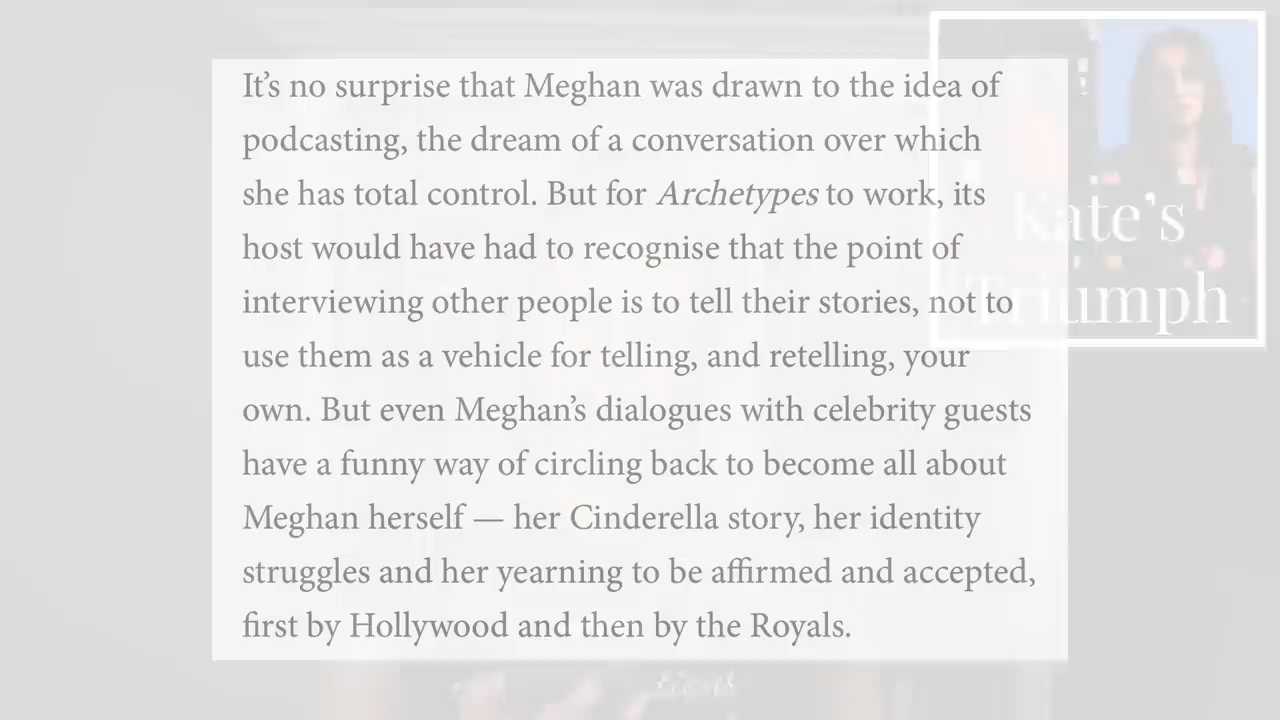 It’s no surprise that Meghan was drawn to the idea of
podcasting, the dream of a conversation over which
she has total control. But for Archetypes to work, its
host would have had to recognise that the point of
interviewing other people is to tell their stories, not to
use them as a vehicle for telling, and retelling, your
own. But even Meghan’s dialogues with celebrity guests
have a funny way of circling back to become all about
Meghan herself — her Cinderella story, her identity
struggles and her yearning to be affirmed and accepted,
first by Hollywood and then by the Royals.
Kate’s
Triumph